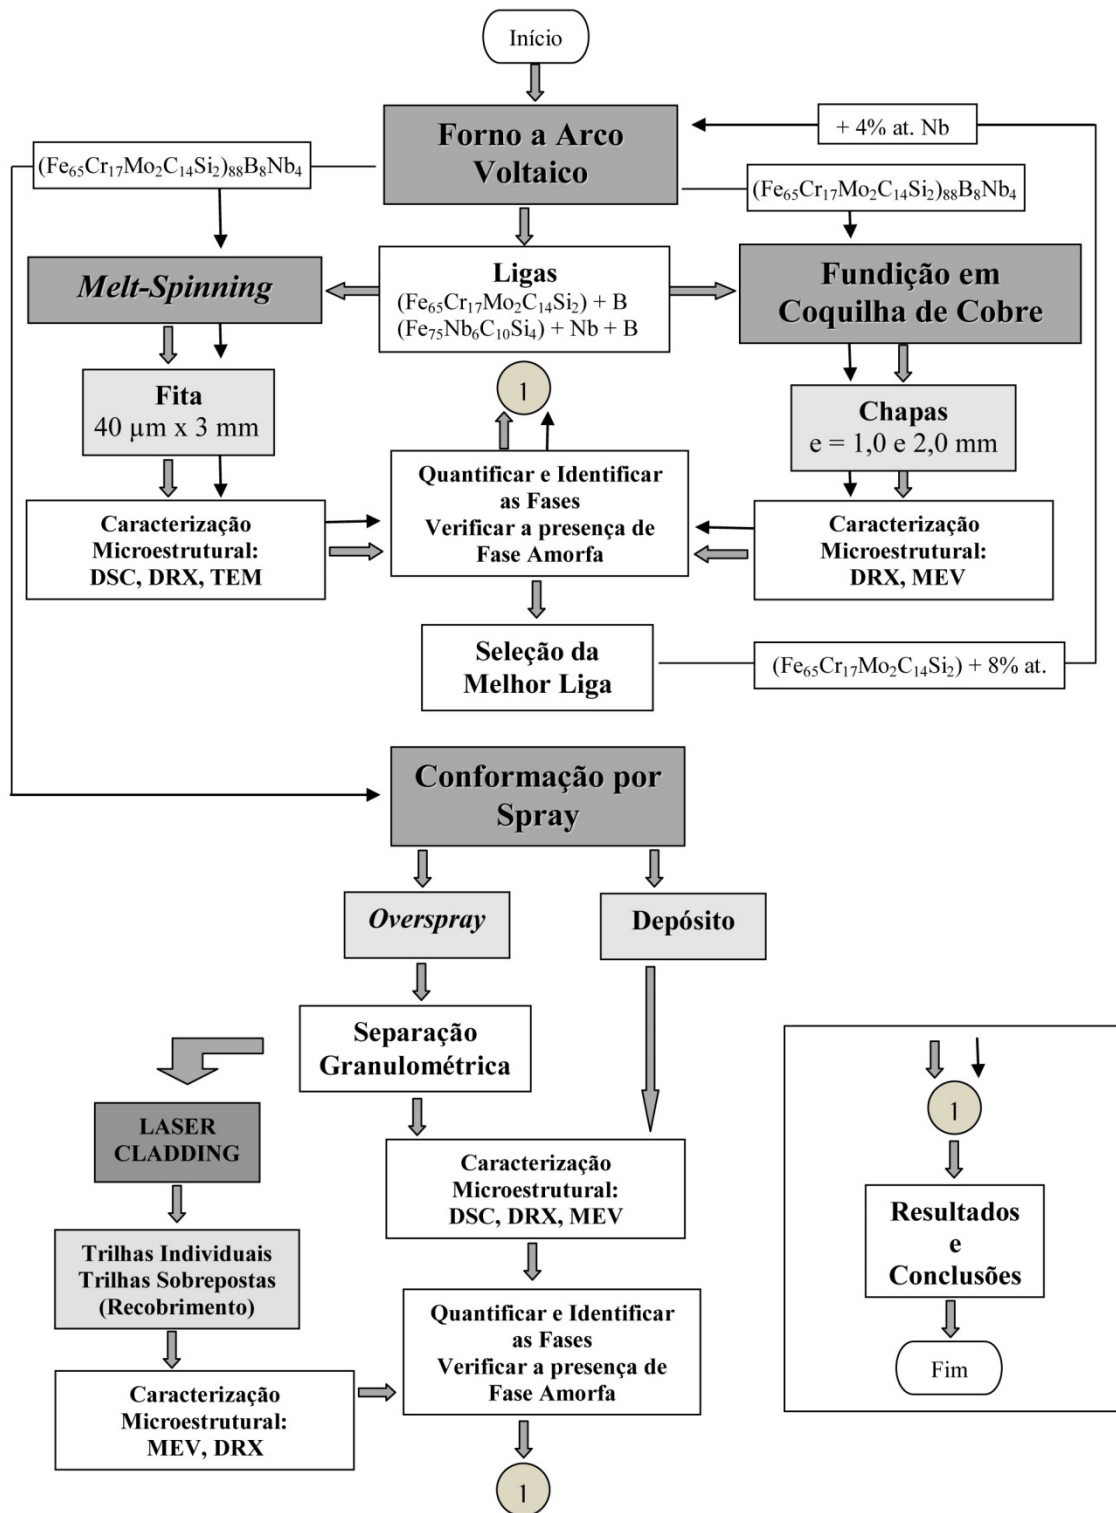 Início
Forno a Arco
Voltaico
+ 4% at. Nb
(Fe₆₅Cr₁₇Mo₂C₁₄Si₂)₈₈B₈Nb₄
(Fe₆₅Cr₁₇Mo₂C₁₄Si₂)₈₈B₈Nb₄
Melt-Spinning
Ligas
(Fe₆₅Cr₁₇Mo₂C₁₄Si₂) + B
(Fe₇₅Nb₆C₁₀Si₄) + Nb + B
Fundição em
Coquilha de Cobre
Fita
40 µm x 3 mm
1
Chapas
e = 1,0 e 2,0 mm
Caracterização
Microestrutural:
DSC, DRX, TEM
Quantificar e Identificar
as Fases
Verificar a presença de
Fase Amorfa
Caracterização
Microestrutural:
DRX, MEV
Seleção da
Melhor Liga
(Fe₆₅Cr₁₇Mo₂C₁₄Si₂) + 8% at.
Conformação por
Spray
Overspray
Depósito
Separação
Granulométrica
LASER
CLADDING
Caracterização
Microestrutural:
DSC, DRX, MEV
Trilhas Individuais
Trilhas Sobrepostas
(Recobrimento)
Quantificar e Identificar
as Fases
Verificar a presença de
Fase Amorfa
Caracterização
Microestrutural:
MEV, DRX
1
1
Resultados
e
Conclusões
Fim